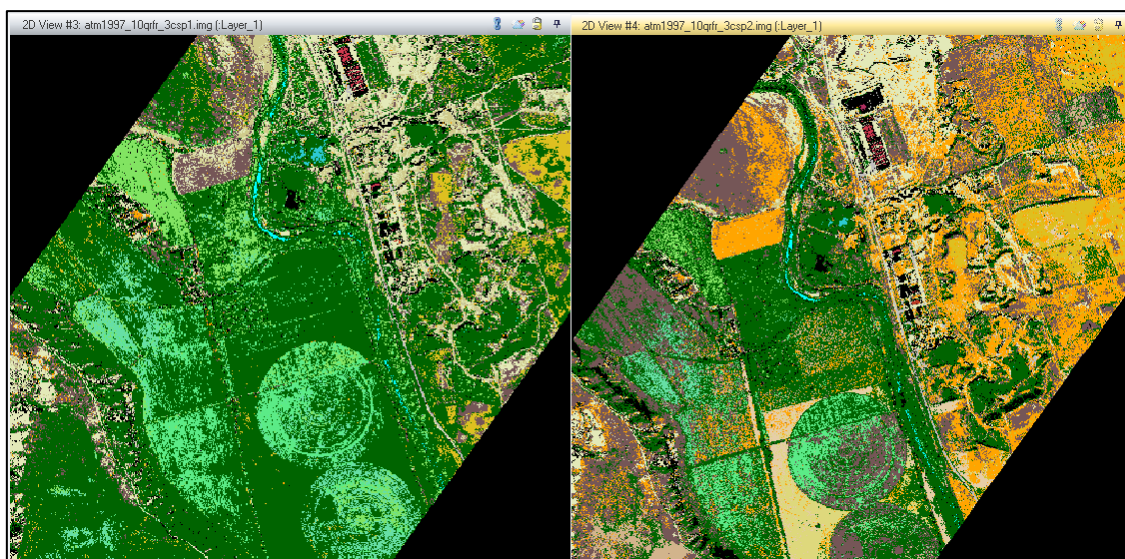 2D View #3: atm1997_10qrfr_3csp1.img (:Layer_1)
2D View #4: atm1997_10qrfr_3csp2.img (:Layer_1)